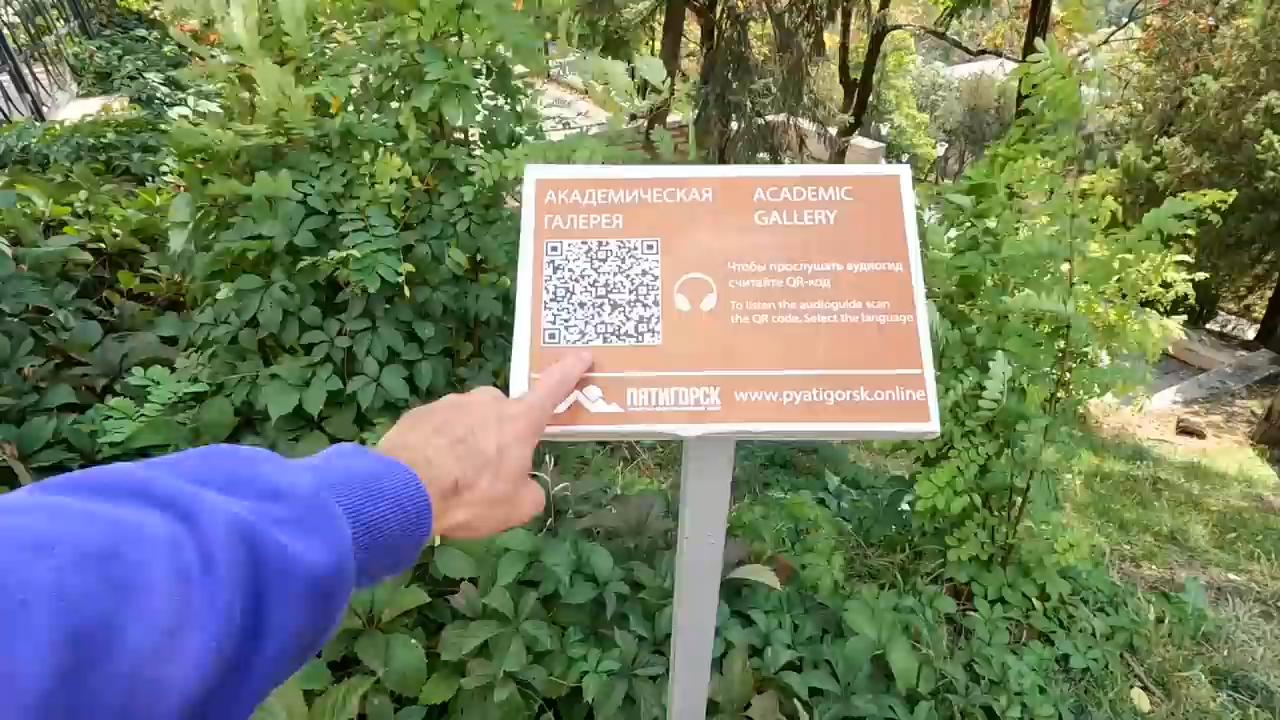 АКАДЕМИЧЕСКАЯ
ГАЛЕРЕЯ
ACADEMIC
GALLERY
Чтобы прослушать аудиогид
считайте QR-код
To listen the audioguide scan
the QR code. Select the language
ПЯТИГОРСК
www.pyatigorsk.online